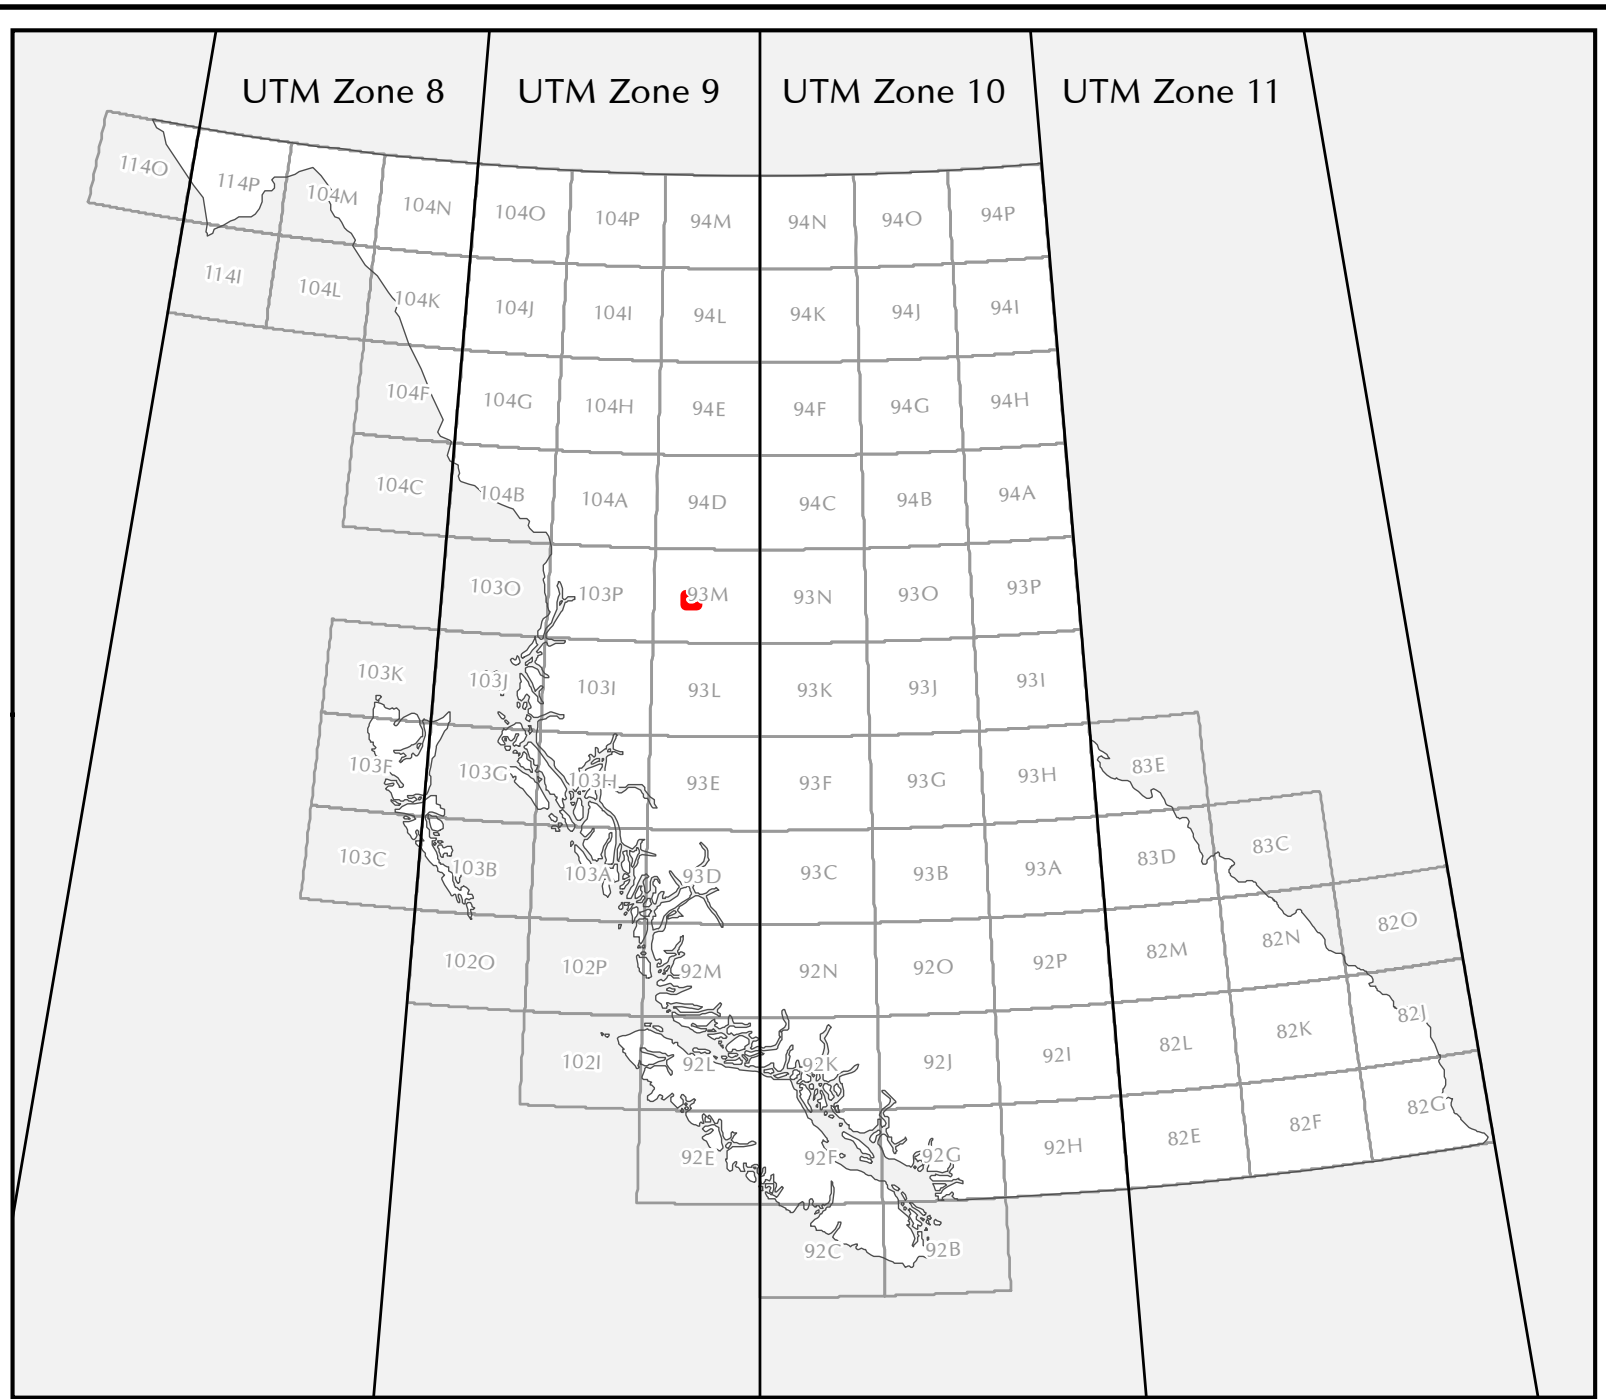 UTM Zone 8 UTM Zone 9 UTM Zone 10 UTM Zone 11
114O 114P 104M 104N 104O 104P 94M 94N 94O 94P
114I 104L 104K 104J 104I 94L 94K 94J 94I
104F 104G 104H 94E 94F 94G 94H
104C 104B 104A 94D 94C 94B 94A
103O 103P 93M 93N 93O 93P
103K 103J 103I 93L 93K 93J 93I
103F 103G 103H 93E 93F 93G 93H 83E
103C 103B 103A 93D 93C 93B 93A 83D 83C
102O 102P 92M 92N 92O 92P 82M 82N 82O
102I 92L 92K 92J 92I 82L 82K 82J
92E 92F 92G 92H 82E 82F 82G
92C 92B